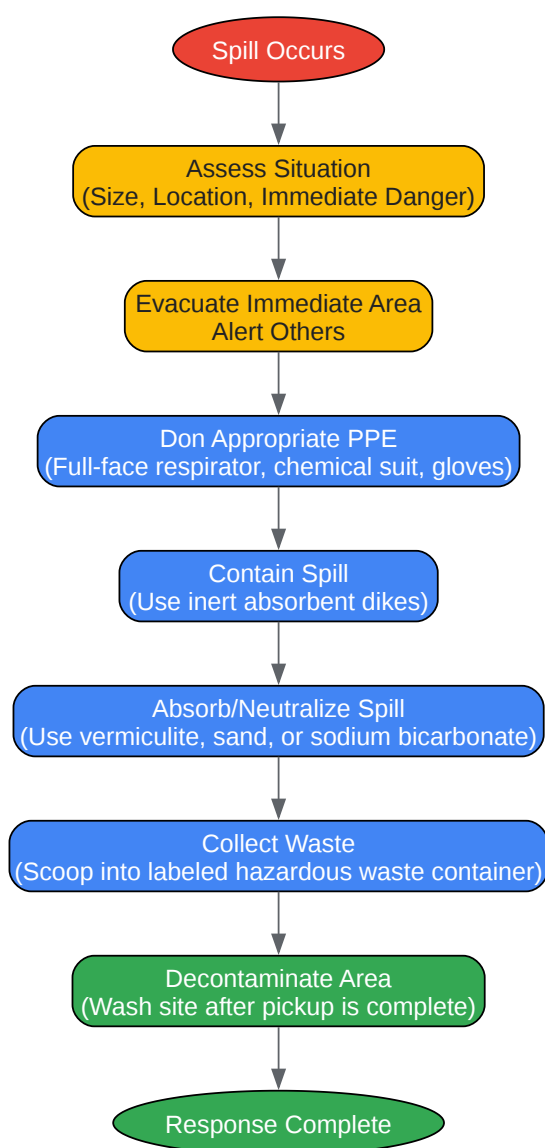 Spill Occurs
Assess Situation
(Size, Location, Immediate Danger)
Evacuate Immediate Area
Alert Others
Don Appropriate PPE
(Full-face respirator, chemical suit, gloves)
Contain Spill
(Use inert absorbent dikes)
Absorb/Neutralize Spill
(Use vermiculite, sand, or sodium bicarbonate)
Collect Waste
(Scoop into labeled hazardous waste container)
Decontaminate Area
(Wash site after pickup is complete)
Response Complete